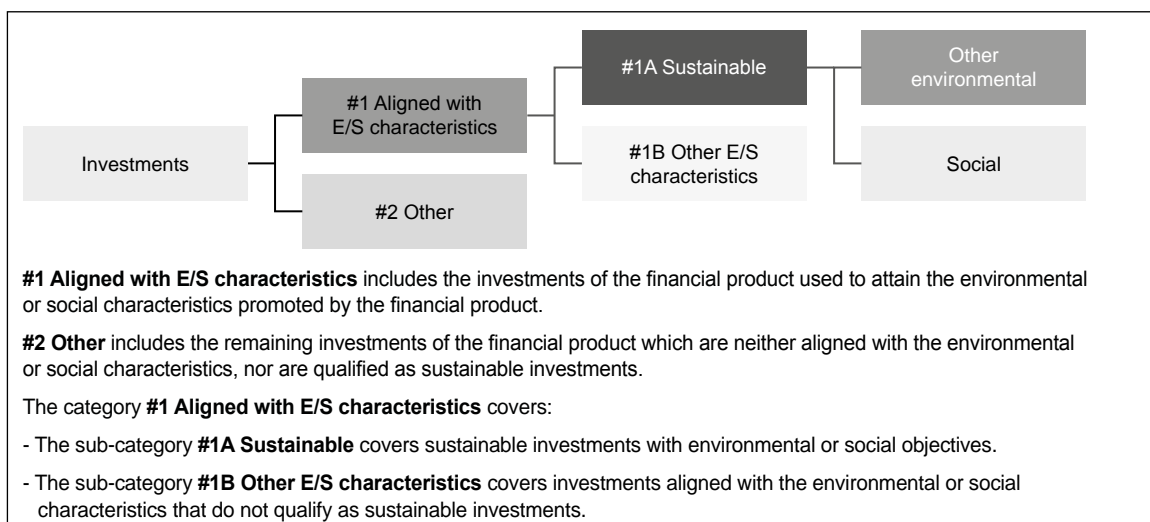 Investments
#1 Aligned with
E/S characteristics
#2 Other
#1A Sustainable
#1B Other E/S
characteristics
Other
environmental
Social
#1 Aligned with E/S characteristics includes the investments of the financial product used to attain the environmental
or social characteristics promoted by the financial product.
#2 Other includes the remaining investments of the financial product which are neither aligned with the environmental
or social characteristics, nor are qualified as sustainable investments.
The category #1 Aligned with E/S characteristics covers:
- The sub-category #1A Sustainable covers sustainable investments with environmental or social objectives.
- The sub-category #1B Other E/S characteristics covers investments aligned with the environmental or social
characteristics that do not qualify as sustainable investments.